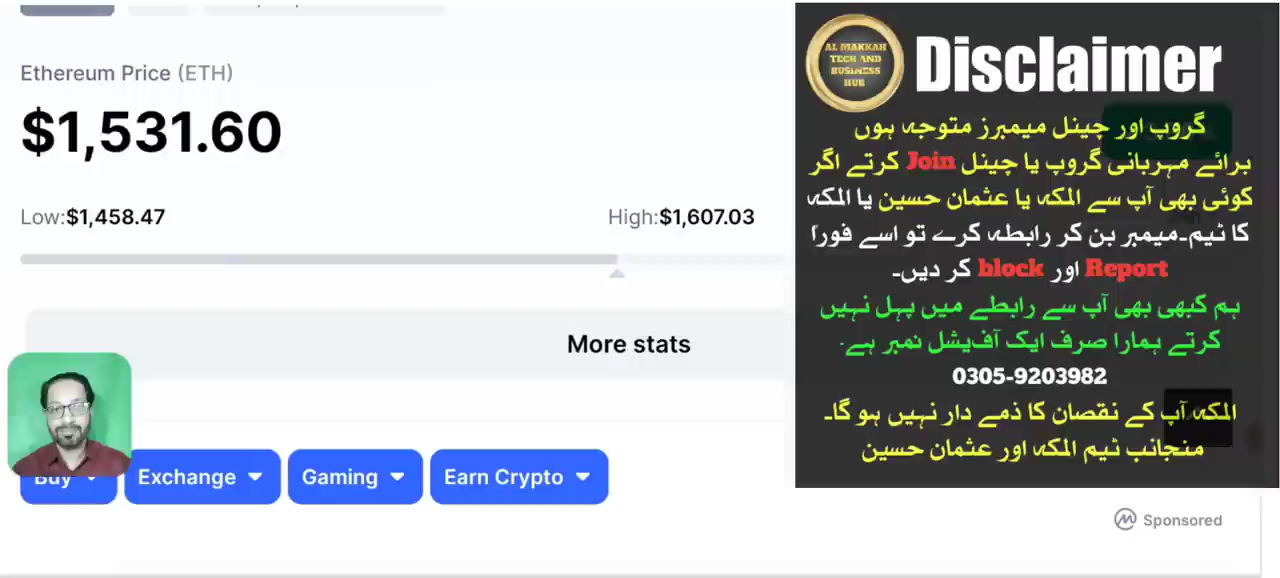 Ethereum Price (ETH)
$1,531.60
Low:$1,458.47
High:$1,607.03
More stats
Buy
Exchange
Gaming
Earn Crypto
Sponsored
AL MAKKAH
TECH AND
BUSINESS
HUB
Disclaimer
گروپ اور چینل میمبرز متوجہ ہوں
برائے مہربانی گروپ یا چینل Join کرتے اگر
کوئی بھی آپ سے المکہ یا عثمان حسین یا المکہ
کا ٹیم۔میمبر بن کر رابطہ کرے تو اسے فورا
Report اور block کر دیں۔
ہم کبھی بھی آپ سے رابطے میں پہل نہیں
کرتے ہمارا صرف ایک آفیشل نمبر ہے۔
0305-9203982
المکہ آپ کے نقصان کا ذمے دار نہیں ہو گا۔
منجانب ٹیم المکہ اور عثمان حسین